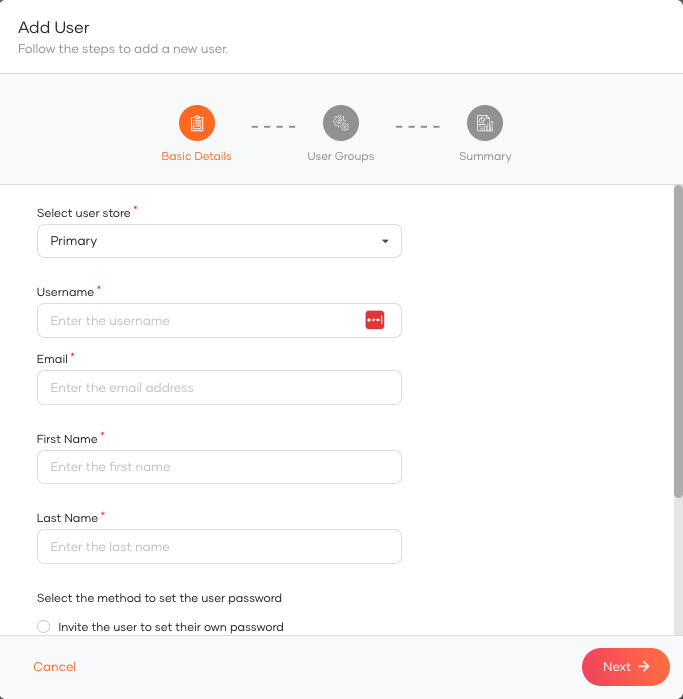 Add User
Follow the steps to add a new user.
Basic Details
User Groups
Summary
Select user store *
Primary
Username *
Enter the username
Email *
Enter the email address
First Name *
Enter the first name
Last Name *
Enter the last name
Select the method to set the user password
Invite the user to set their own password
Cancel
Next →